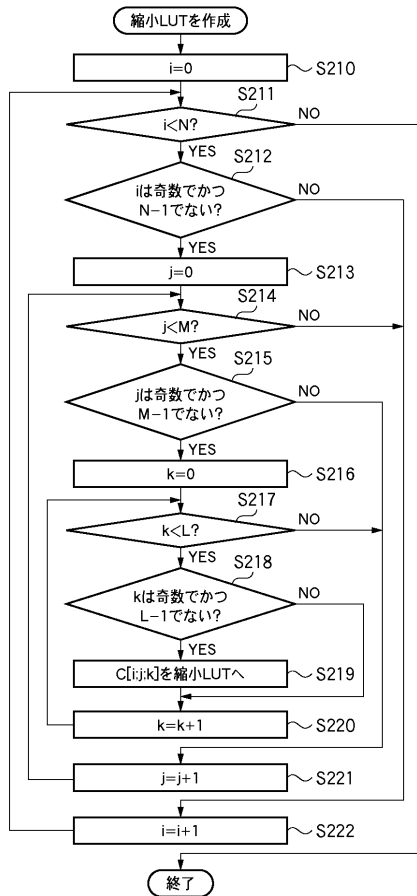 縮小LUTを作成
i=0
S210
S211
i<N?
NO
YES
S212
iは奇数でかつ
N−1でない?
NO
YES
j=0
S213
S214
j<M?
NO
YES
S215
jは奇数でかつ
M−1でない?
NO
YES
k=0
S216
S217
k<L?
NO
YES
S218
kは奇数でかつ
L−1でない?
NO
YES
C[i:j:k]を縮小LUTへ
S219
k=k+1
S220
j=j+1
S221
i=i+1
S222
終了